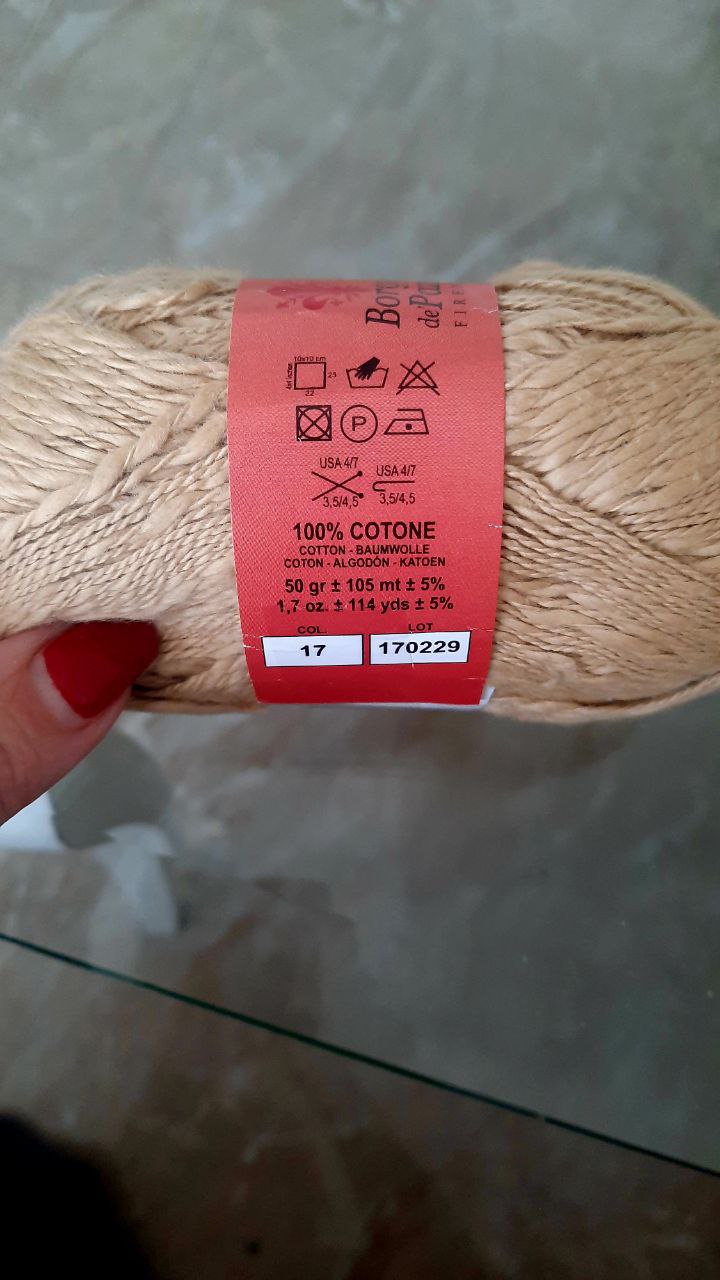 de
10x10 cm
23
22
P
USA 4/7 USA 4/7
3,5/4,5 3,5/4,5
100% COTONE
COTTON - BAUMWOLLE
COTON - ALGODÓN - KATOEN
50 gr ± 105 mt ± 5%
1,7 oz. ± 114 yds ± 5%
COL. LOT
17 170229